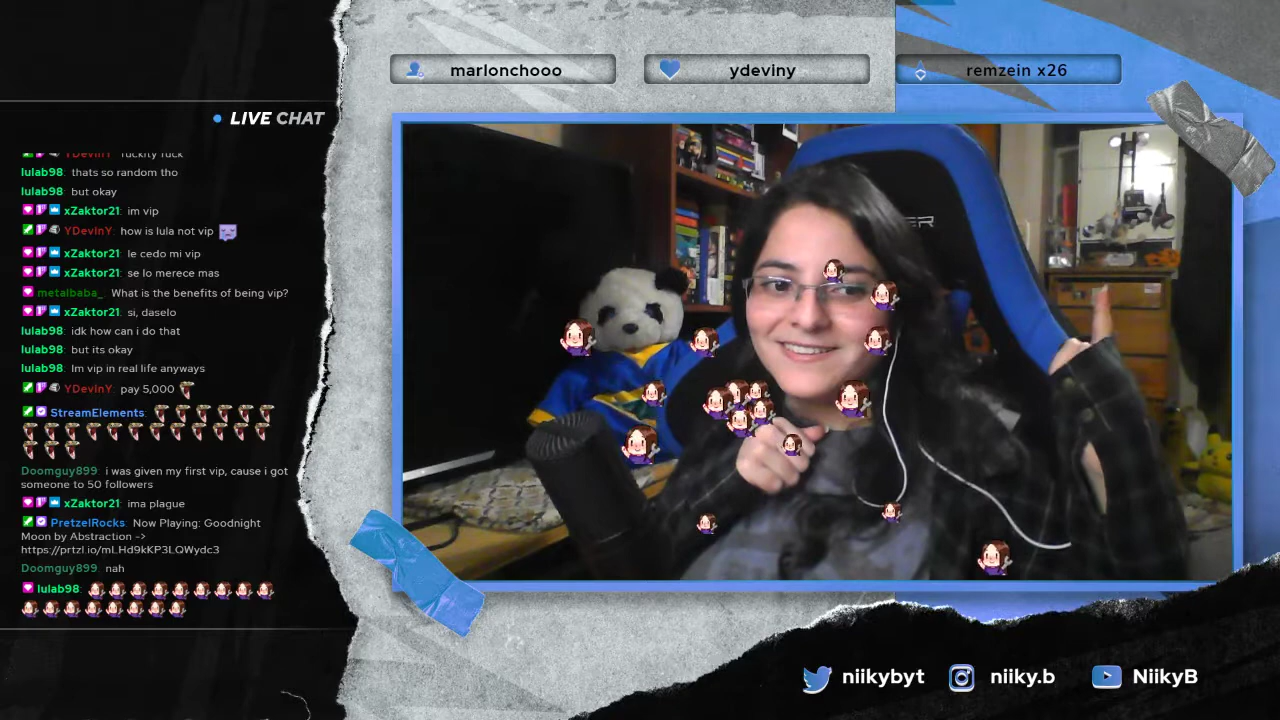 marlonchooo
ydeviny
remzein x26
LIVE CHAT
YDevinY: fuckity fuck
lulab98: thats so random tho
lulab98: but okay
xZaktor21: im vip
YDevinY: how is lula not vip
xZaktor21: le cedo mi vip
xZaktor21: se lo merece mas
metalbaba_: What is the benefits of being vip?
xZaktor21: si, daselo
lulab98: idk how can i do that
lulab98: but its okay
lulab98: Im vip in real life anyways
YDevinY: pay 5,000
StreamElements:
Doomguy899: i was given my first vip, cause i got
someone to 50 followers
xZaktor21: ima plague
PretzelRocks: Now Playing: Goodnight
Moon by Abstraction ->
https://prtzl.io/mLHd9kKP3LQWydc3
Doomguy899: nah
lulab98:
niikybyt
niiky.b
NiikyB